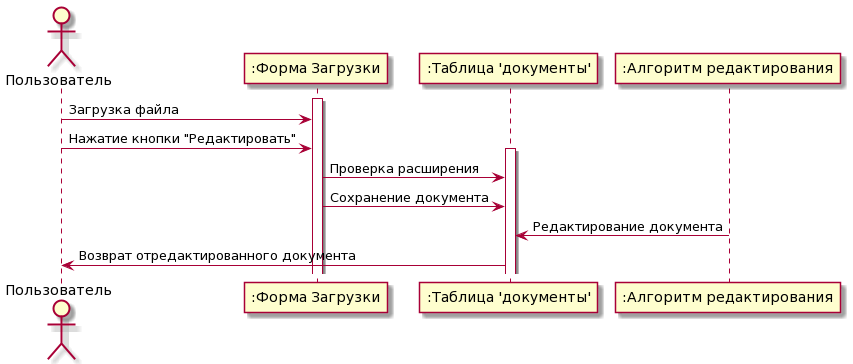 Пользователь
:Форма Загрузки
:Таблица 'документы'
:Алгоритм редактирования
Загрузка файла
Нажатие кнопки "Редактировать"
Проверка расширения
Сохранение документа
Редактирование документа
Возврат отредактированного документа
Пользователь
:Форма Загрузки
:Таблица 'документы'
:Алгоритм редактирования